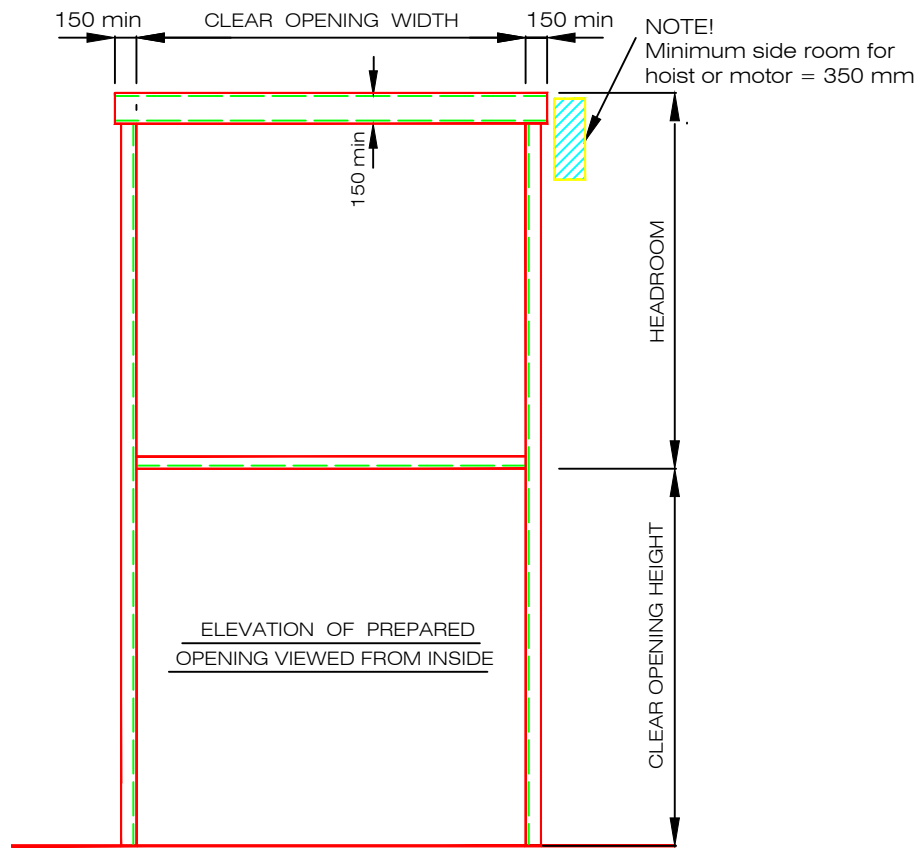 150 min
CLEAR OPENING WIDTH
150 min
NOTE!
Minimum side room for
hoist or motor = 350 mm
150 min
HEADROOM
CLEAR OPENING HEIGHT
ELEVATION OF PREPARED
OPENING VIEWED FROM INSIDE